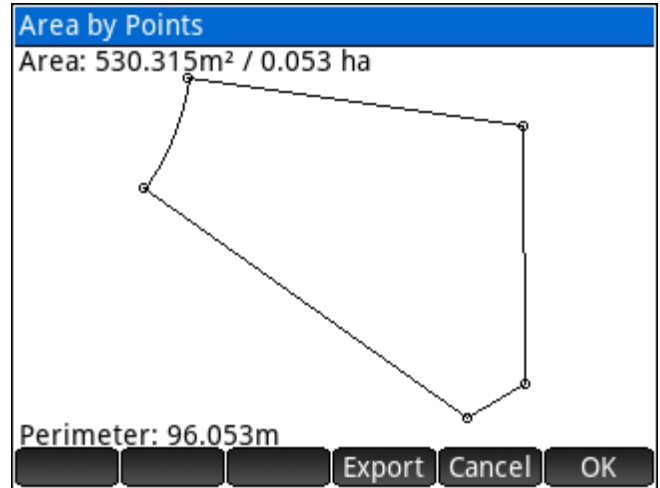 Area by Points
Area: 530.315m² / 0.053 ha
Perimeter: 96.053m
Export Cancel OK